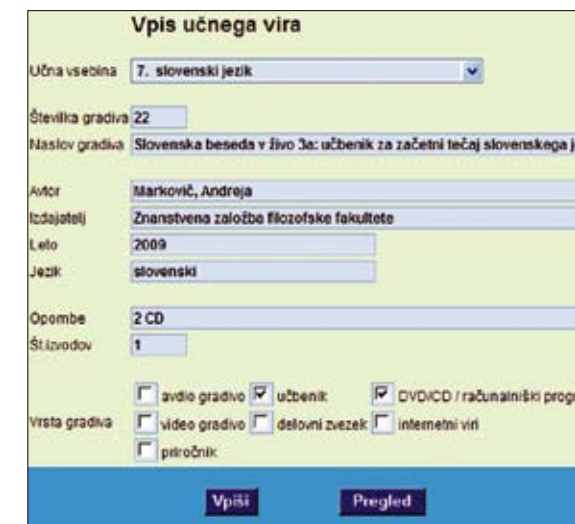 Vpis učnega vira
Učna vsebina 7. slovenski jezik
Številka gradiva 22
Naslov gradiva Slovenska beseda v živo 3a: učbenik za začetni tečaj slovenskega j
Avtor Markovič, Andreja
Izdajatelj Znanstvena založba filozofske fakultete
Leto 2009
Jezik slovenski
Opombe 2 CD
Št.izvodov 1
avdio gradivo učbenik DVD/CD / računalniški progr
Vrsta gradiva video gradivo delovni zvezek internetni viri
priročnik
Vpiši Pregled